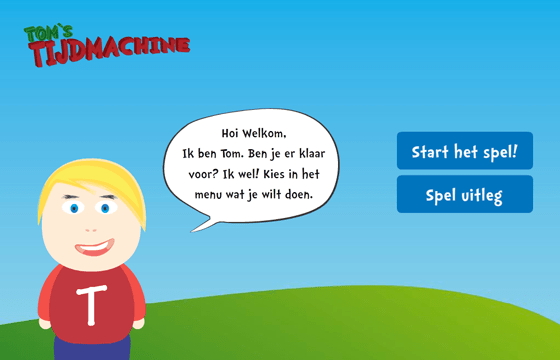 TOM'S
TIJDMACHINE
Hoi Welkom.
Ik ben Tom. Ben je er klaar
voor? Ik wel! Kies in het
menu wat je wilt doen.
Start het spel!
Spel uitleg
T